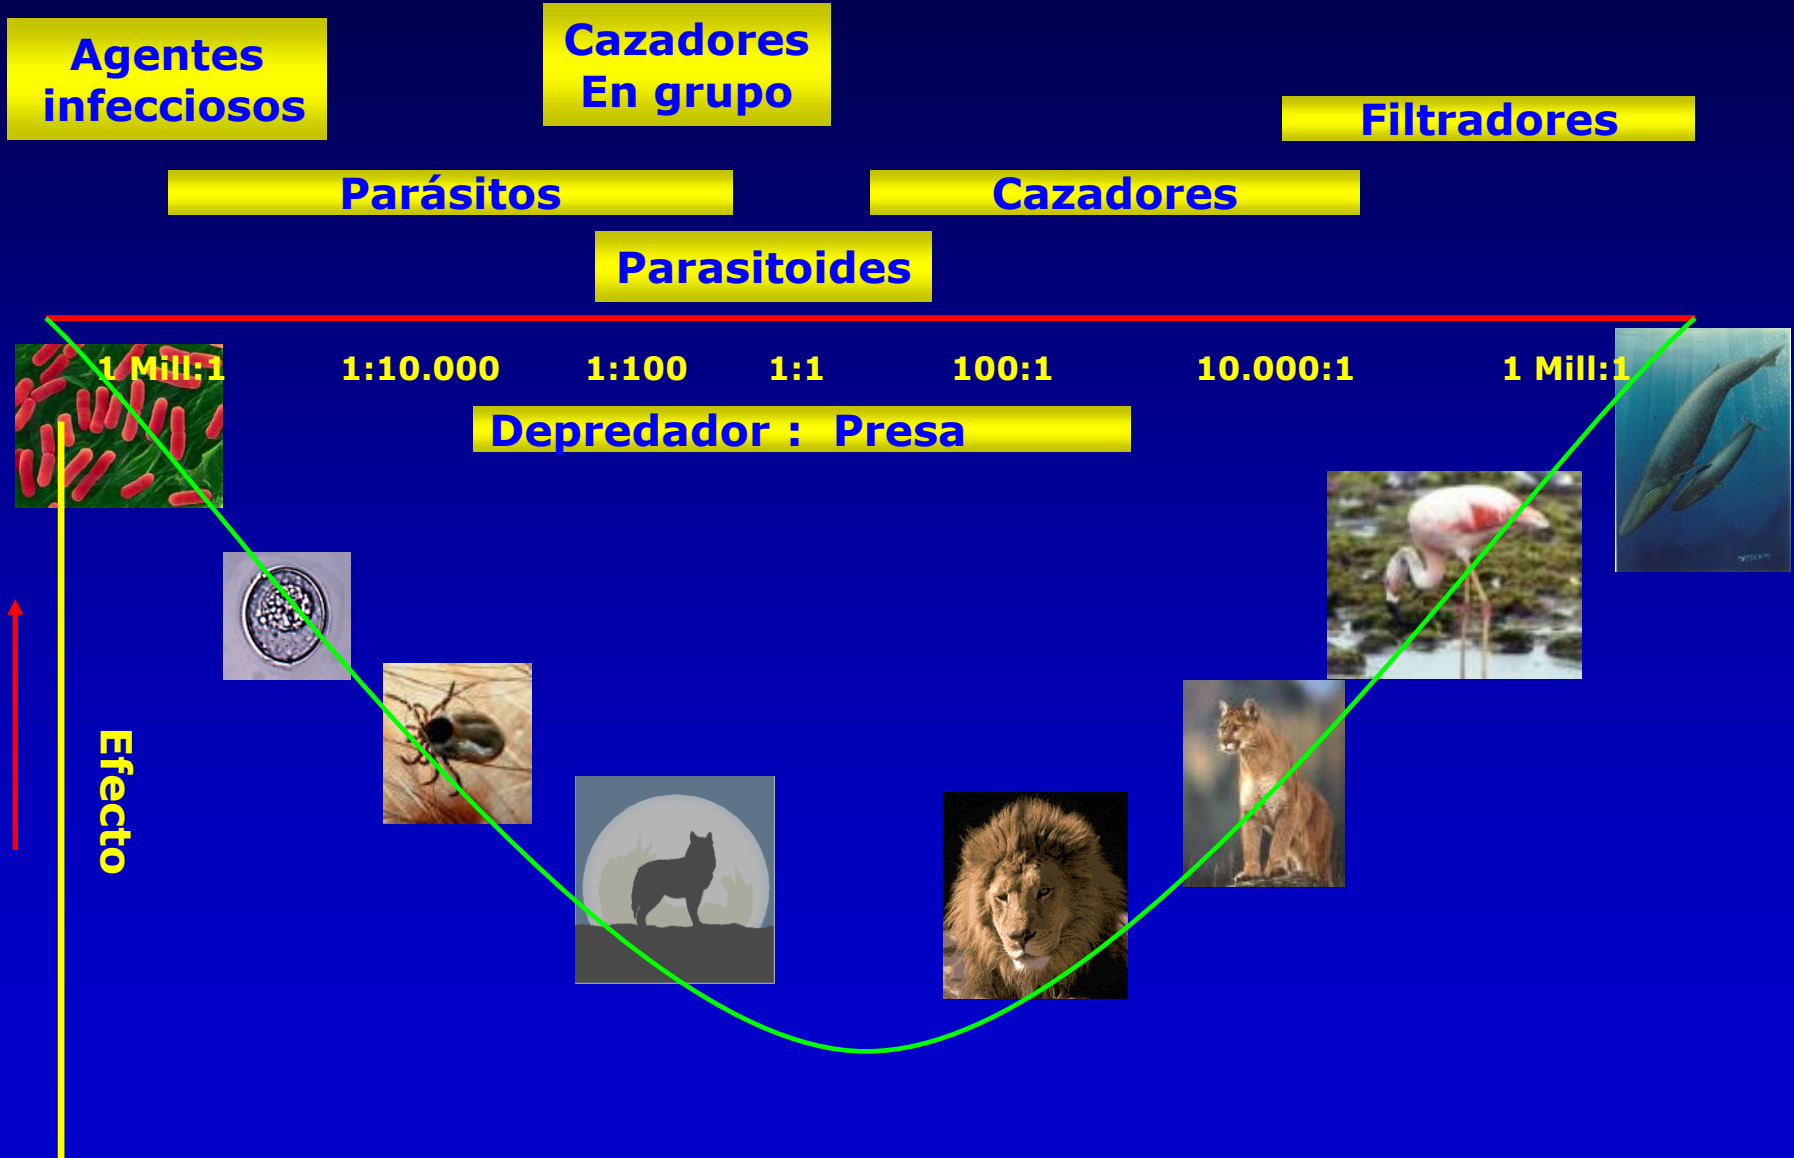 Agentes
infecciosos
Cazadores
En grupo
Filtradores
Parásitos
Cazadores
Parasitoides
1 Mill:1
1:10.000
1:100
1:1
100:1
10.000:1
1 Mill:1
Depredador : Presa
Efecto